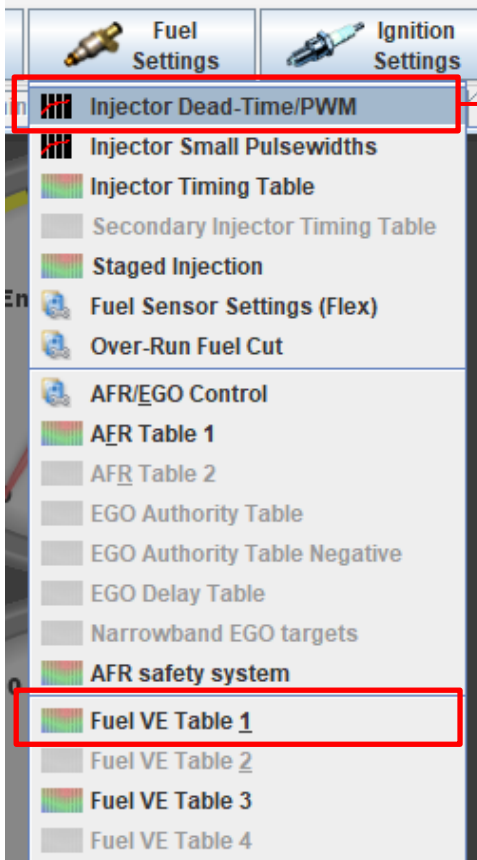 Fuel
Settings
Ignition
Settings
Injector Dead-Time/PWM
Injector Small Pulsewidths
Injector Timing Table
Secondary Injector Timing Table
Staged Injection
Fuel Sensor Settings (Flex)
Over-Run Fuel Cut
AFR/EGO Control
AFR Table 1
AFR Table 2
EGO Authority Table
EGO Authority Table Negative
EGO Delay Table
Narrowband EGO targets
AFR safety system
Fuel VE Table 1
Fuel VE Table 2
Fuel VE Table 3
Fuel VE Table 4